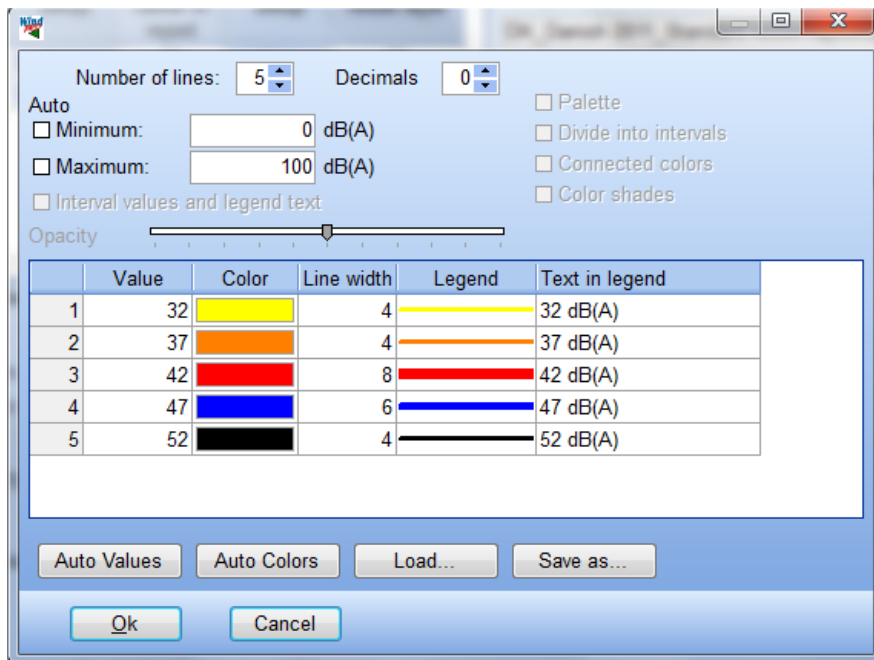 Wind
Number of lines: 5 Decimals 0
Auto
Minimum: 0 dB(A)
Maximum: 100 dB(A)
Interval values and legend text
Opacity
Palette
Divide into intervals
Connected colors
Color shades
Value Color Line width Legend Text in legend
1 32 4 32 dB(A)
2 37 4 37 dB(A)
3 42 8 42 dB(A)
4 47 6 47 dB(A)
5 52 4 52 dB(A)
Auto Values Auto Colors Load... Save as...
Ok Cancel